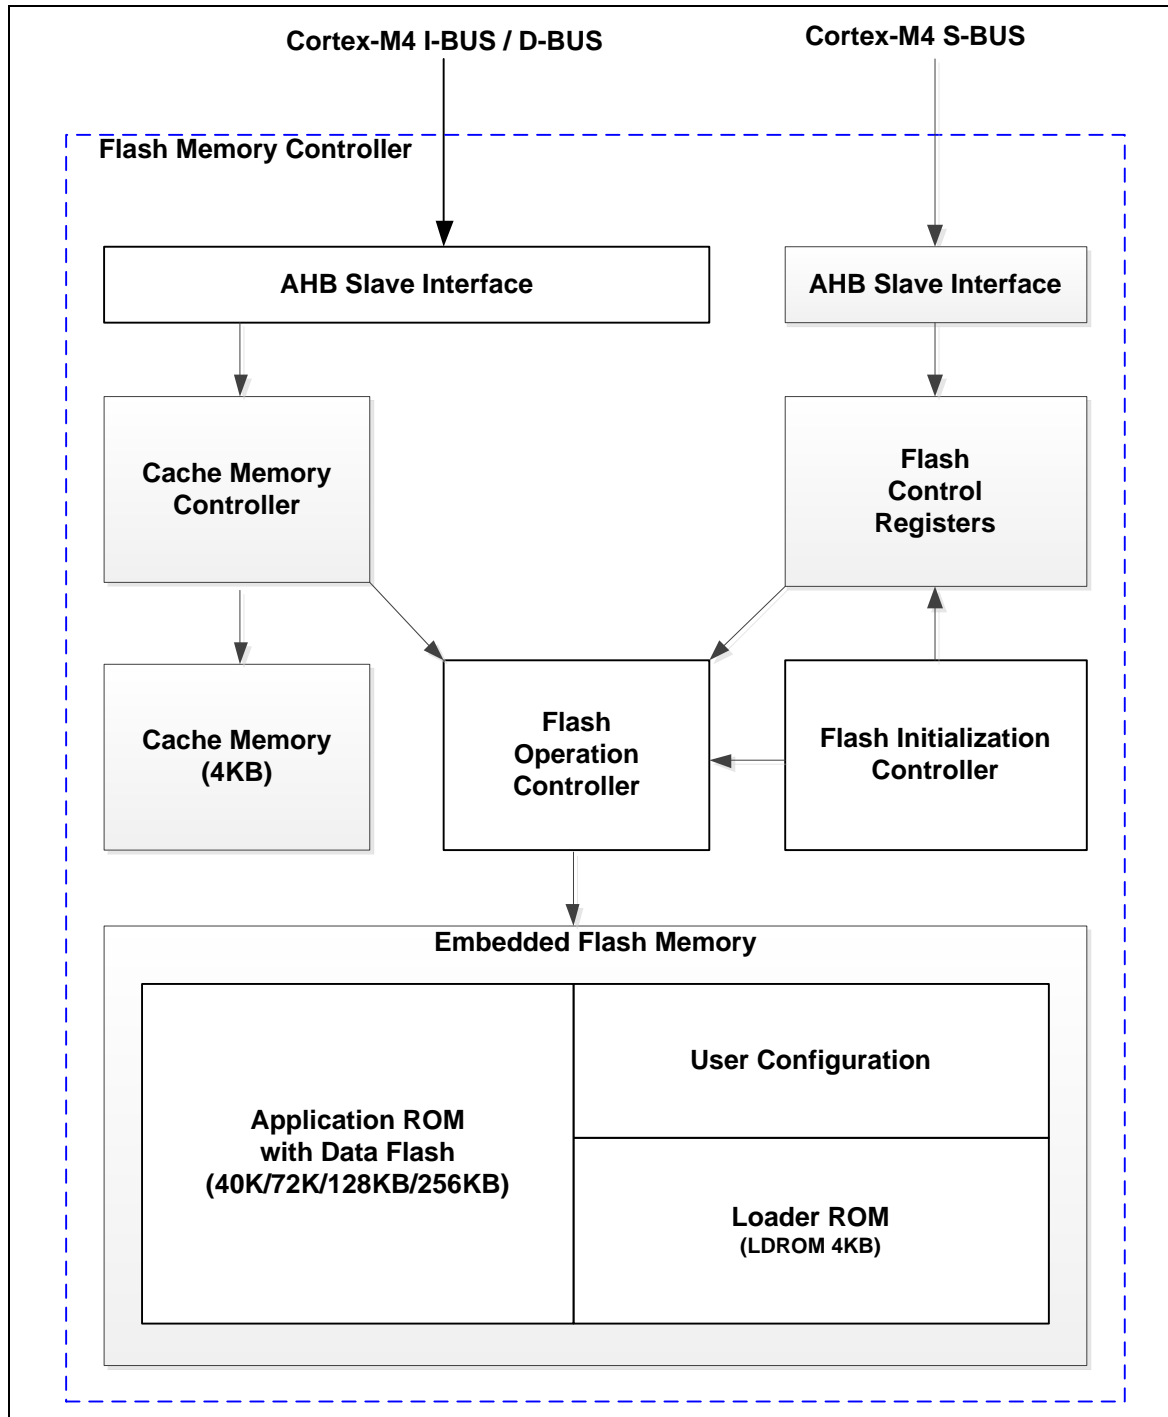 Cortex-M4 I-BUS / D-BUS
Cortex-M4 S-BUS
Flash Memory Controller
AHB Slave Interface
AHB Slave Interface
Cache Memory
Controller
Flash
Control
Registers
Cache Memory
(4KB)
Flash
Operation
Controller
Flash Initialization
Controller
Embedded Flash Memory
Application ROM
with Data Flash
(40K/72K/128KB/256KB)
User Configuration
Loader ROM
(LDROM 4KB)